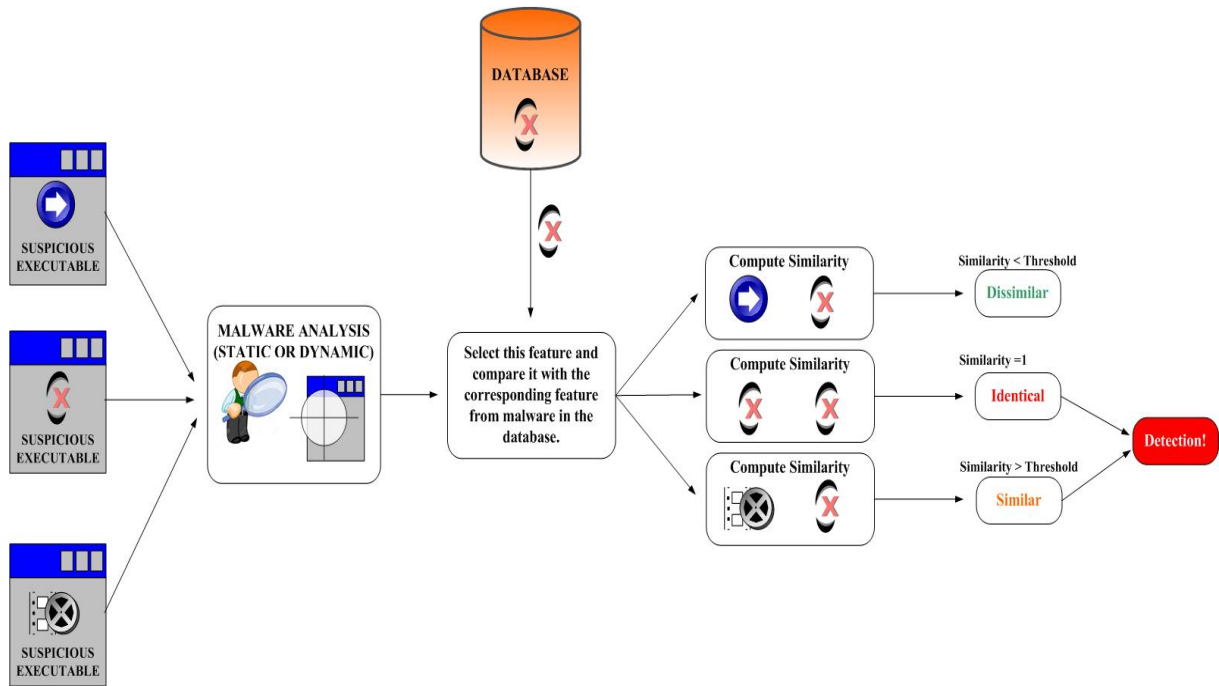 DATABASE
X
X
SUSPICIOUS
EXECUTABLE
X
SUSPICIOUS
EXECUTABLE
SUSPICIOUS
EXECUTABLE
MALWARE ANALYSIS
(STATIC OR DYNAMIC)
Select this feature and
compare it with the
corresponding feature
from malware in the
database.
Compute Similarity
X
Similarity < Threshold
Dissimilar
Compute Similarity
X X
Similarity =1
Identical
Compute Similarity
X
Similarity > Threshold
Similar
Detection!